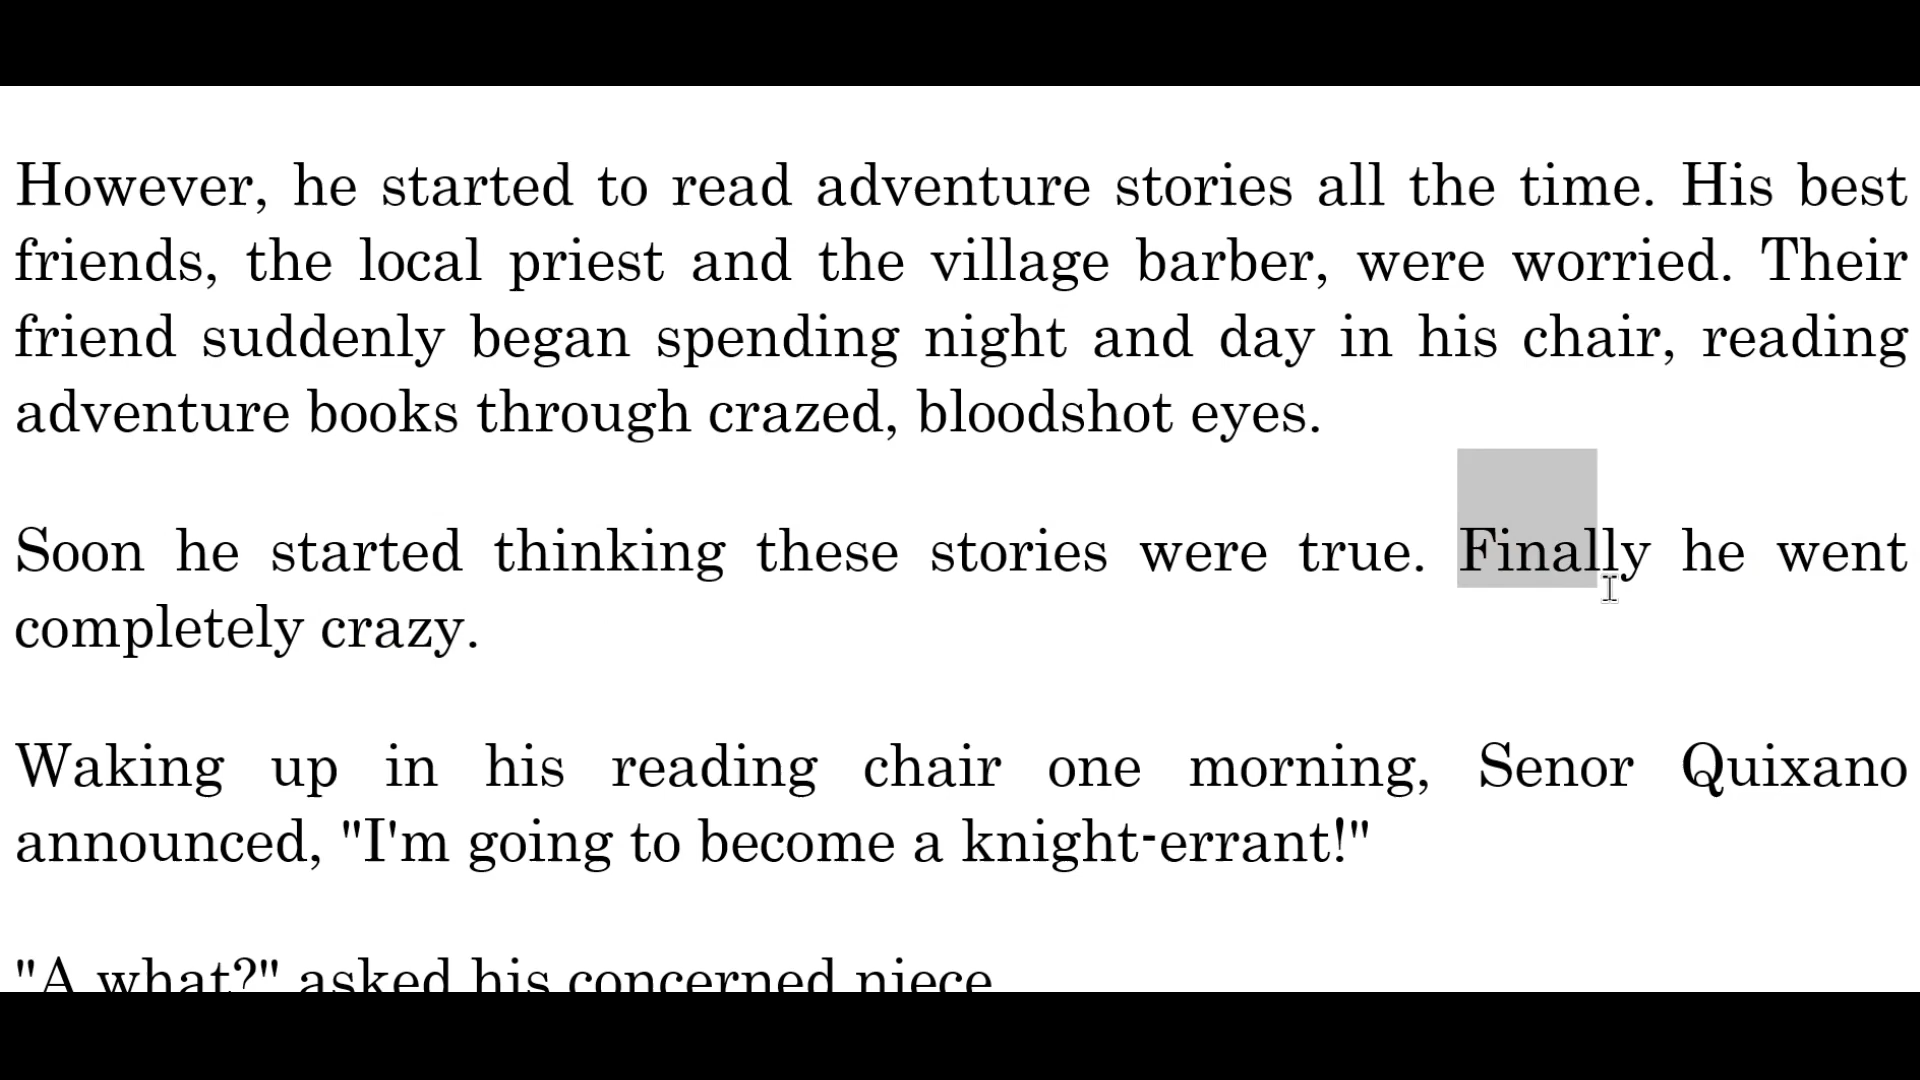 However, he started to read adventure stories all the time. His best
friends, the local priest and the village barber, were worried. Their
friend suddenly began spending night and day in his chair, reading
adventure books through crazed, bloodshot eyes.
Soon he started thinking these stories were true. Finally he went
completely crazy.
Waking up in his reading chair one morning, Senor Quixano
announced, "I'm going to become a knight-errant!"
"A what?" asked his concerned niece